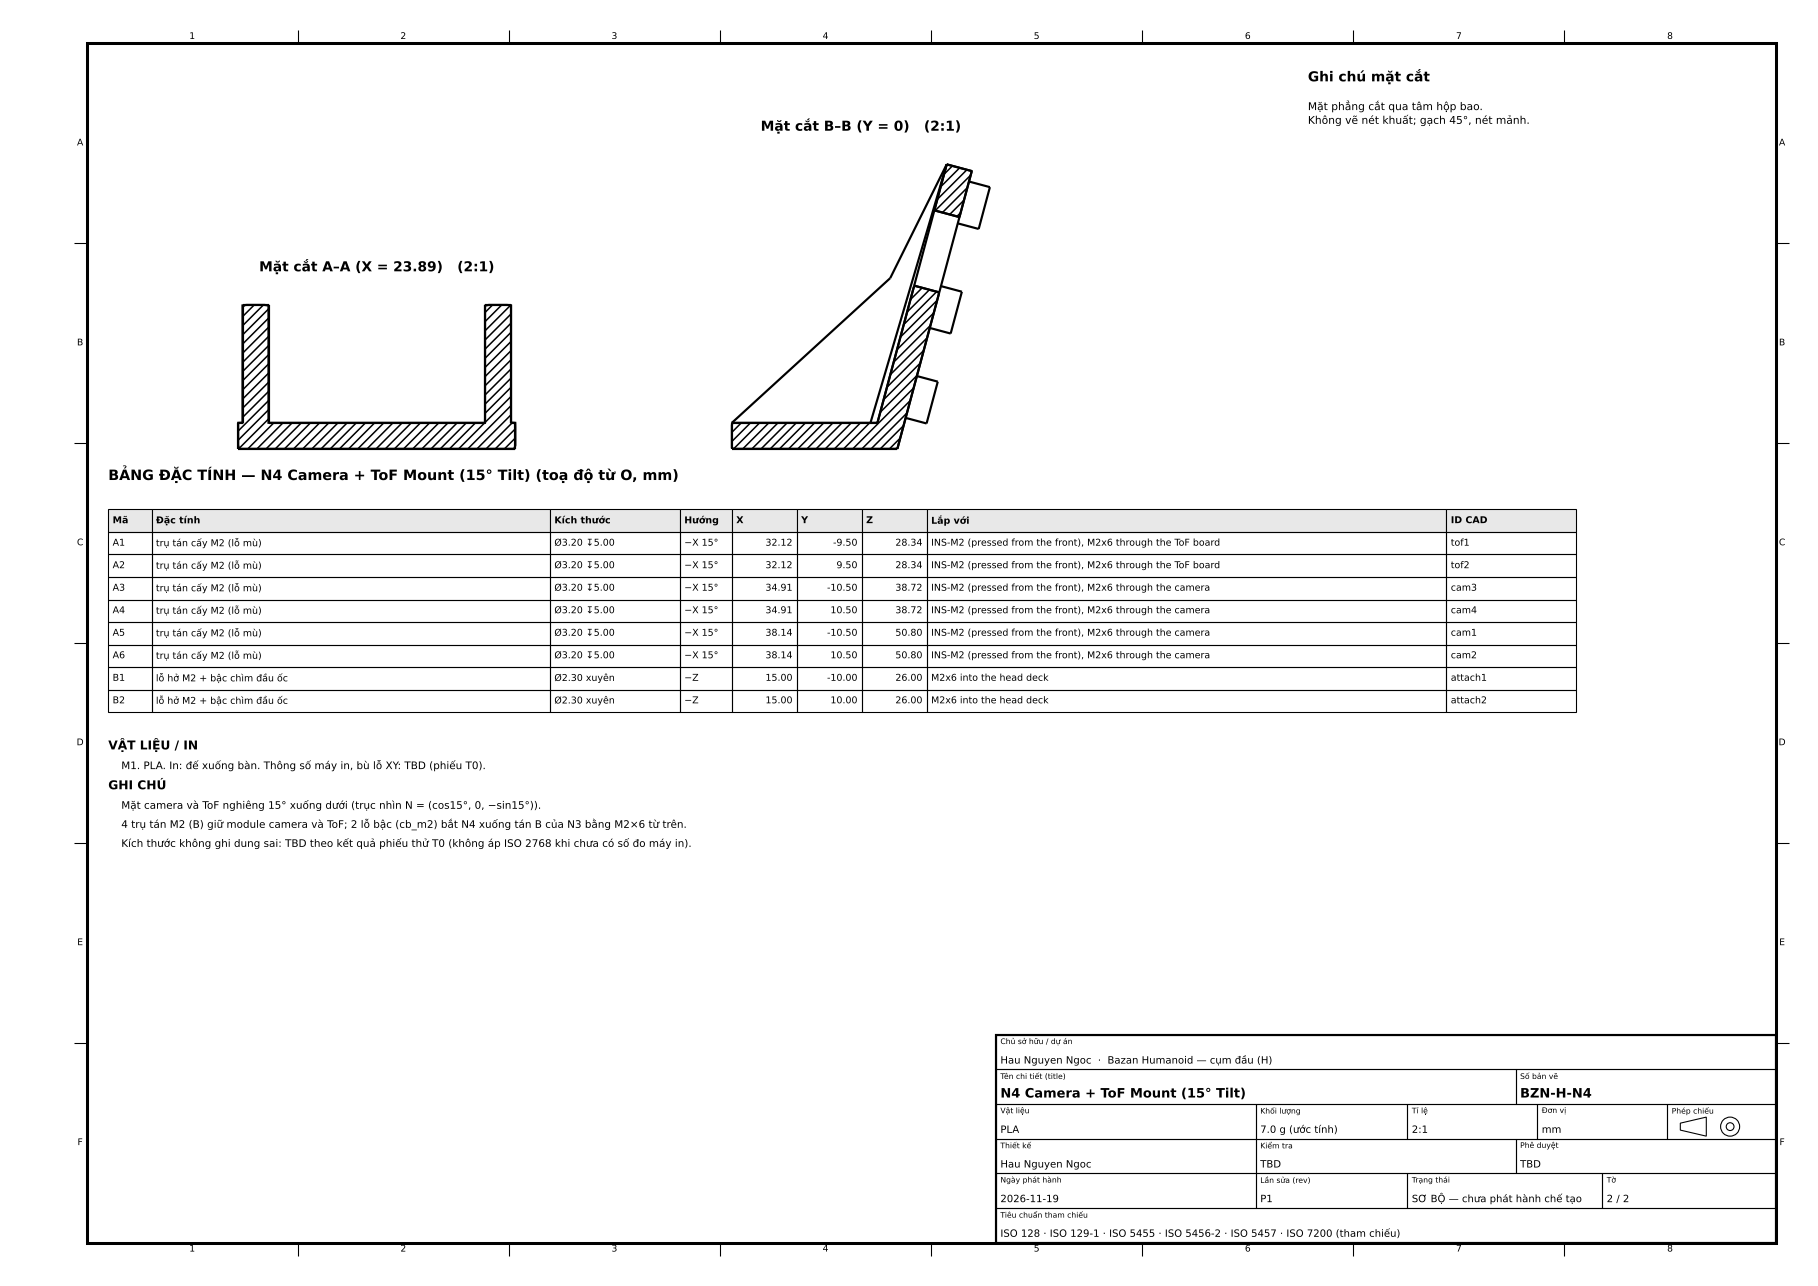 1 2 3 4 5 6 7 8
Ghi chú mặt cắt
Mặt phẳng cắt qua tâm hộp bao.
Không vẽ nét khuất; gạch 45°, nét mảnh.
Mặt cắt B–B (Y = 0) (2:1)
A A
Mặt cắt A–A (X = 23.89) (2:1)
B B
BẢNG ĐẶC TÍNH — N4 Camera + ToF Mount (15° Tilt) (toạ độ từ O, mm)
Mã Đặc tính Kích thước Hướng X Y Z Lắp với ID CAD
A1 trụ tán cấy M2 (lỗ mù) Ø3.20 ↧5.00 −X 15° 32.12 -9.50 28.34 INS-M2 (pressed from the front), M2x6 through the ToF board tof1
C C
A2 trụ tán cấy M2 (lỗ mù) Ø3.20 ↧5.00 −X 15° 32.12 9.50 28.34 INS-M2 (pressed from the front), M2x6 through the ToF board tof2
A3 trụ tán cấy M2 (lỗ mù) Ø3.20 ↧5.00 −X 15° 34.91 -10.50 38.72 INS-M2 (pressed from the front), M2x6 through the camera cam3
A4 trụ tán cấy M2 (lỗ mù) Ø3.20 ↧5.00 −X 15° 34.91 10.50 38.72 INS-M2 (pressed from the front), M2x6 through the camera cam4
A5 trụ tán cấy M2 (lỗ mù) Ø3.20 ↧5.00 −X 15° 38.14 -10.50 50.80 INS-M2 (pressed from the front), M2x6 through the camera cam1
A6 trụ tán cấy M2 (lỗ mù) Ø3.20 ↧5.00 −X 15° 38.14 10.50 50.80 INS-M2 (pressed from the front), M2x6 through the camera cam2
B1 lỗ hở M2 + bậc chìm đầu ốc Ø2.30 xuyên −Z 15.00 -10.00 26.00 M2x6 into the head deck attach1
B2 lỗ hở M2 + bậc chìm đầu ốc Ø2.30 xuyên −Z 15.00 10.00 26.00 M2x6 into the head deck attach2
D D
VẬT LIỆU / IN
M1. PLA. In: đế xuống bàn. Thông số máy in, bù lỗ XY: TBD (phiếu T0).
GHI CHÚ
Mặt camera và ToF nghiêng 15° xuống dưới (trục nhìn N = (cos15°, 0, −sin15°)).
4 trụ tán M2 (B) giữ module camera và ToF; 2 lỗ bậc (cb_m2) bắt N4 xuống tán B của N3 bằng M2×6 từ trên.
Kích thước không ghi dung sai: TBD theo kết quả phiếu thử T0 (không áp ISO 2768 khi chưa có số đo máy in).
E E
Chủ sở hữu / dự án
Hau Nguyen Ngoc · Bazan Humanoid — cụm đầu (H)
Tên chi tiết (title) Số bản vẽ
N4 Camera + ToF Mount (15° Tilt) BZN-H-N4
Vật liệu Khối lượng Tỉ lệ Đơn vị Phép chiếu
PLA 7.0 g (ước tính) 2:1 mm
F F
Thiết kế Kiểm tra Phê duyệt
Hau Nguyen Ngoc TBD TBD
Ngày phát hành Lần sửa (rev) Trạng thái Tờ
2026-11-19 P1 SƠ BỘ — chưa phát hành chế tạo 2 / 2
Tiêu chuẩn tham chiếu
ISO 128 · ISO 129-1 · ISO 5455 · ISO 5456-2 · ISO 5457 · ISO 7200 (tham chiếu)
1 2 3 4 5 6 7 8